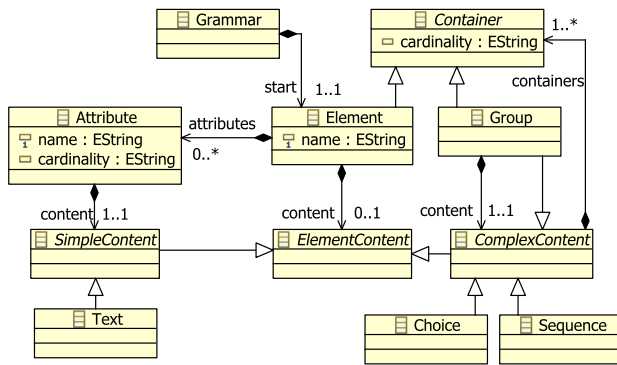 Grammar
Container
cardinality : EString
1..*
containers
start
1..1
Attribute
name : EString
cardinality : EString
attributes
0..*
Element
name : EString
Group
content
1..1
content
0..1
content
1..1
SimpleContent
ElementContent
ComplexContent
Text
Choice
Sequence